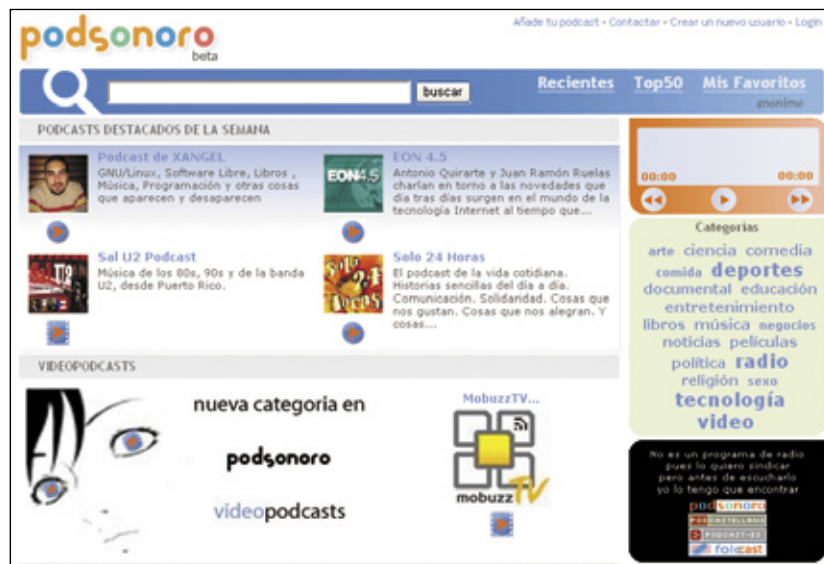 podsonoro
beta
Añade tu podcast • Contactar • Crear un nuevo usuario • Login
buscar
Recientes Top50 Mis Favoritos
anonimo
PODCASTS DESTACADOS DE LA SEMANA
Podcast de XANGEL
GNU/Linux, Software Libre, Libros ,
Música, Programación y otras cosas
que aparecen y desaparecen
EON4.5
EON 4.5
Antonio Quirarte y Juan Ramón Ruelas
charlan en torno a las novedades que
día tras días surgen en el mundo de la
tecnología Internet al tiempo que....
Sal U2 Podcast
Música de los 80s, 90s y de la banda
U2, desde Puerto Rico.
Solo 24 Horas
El podcast de la vida cotidiana.
Historias sencillas del día a día.
Comunicación. Solidaridad. Cosas que
nos gustan. Cosas que nos alegran. Y
cosas...
VIDEOPODCASTS
nueva categoria en
podsonoro
videopodcasts
MobuzzTV...
mobuzz TV
00:00 00:00
Categorías
arte ciencia comedia
comida deportes
documental educación
entretenimiento
libros música negocios
noticias películas
política radio
religión sexo
tecnología
video
No es un programa de radio
pues lo quiero sindicar
pero antes de escucharlo
yo lo tengo que encontrar
podsonoro
CASTELLANO
PODCAST-ES
folcast